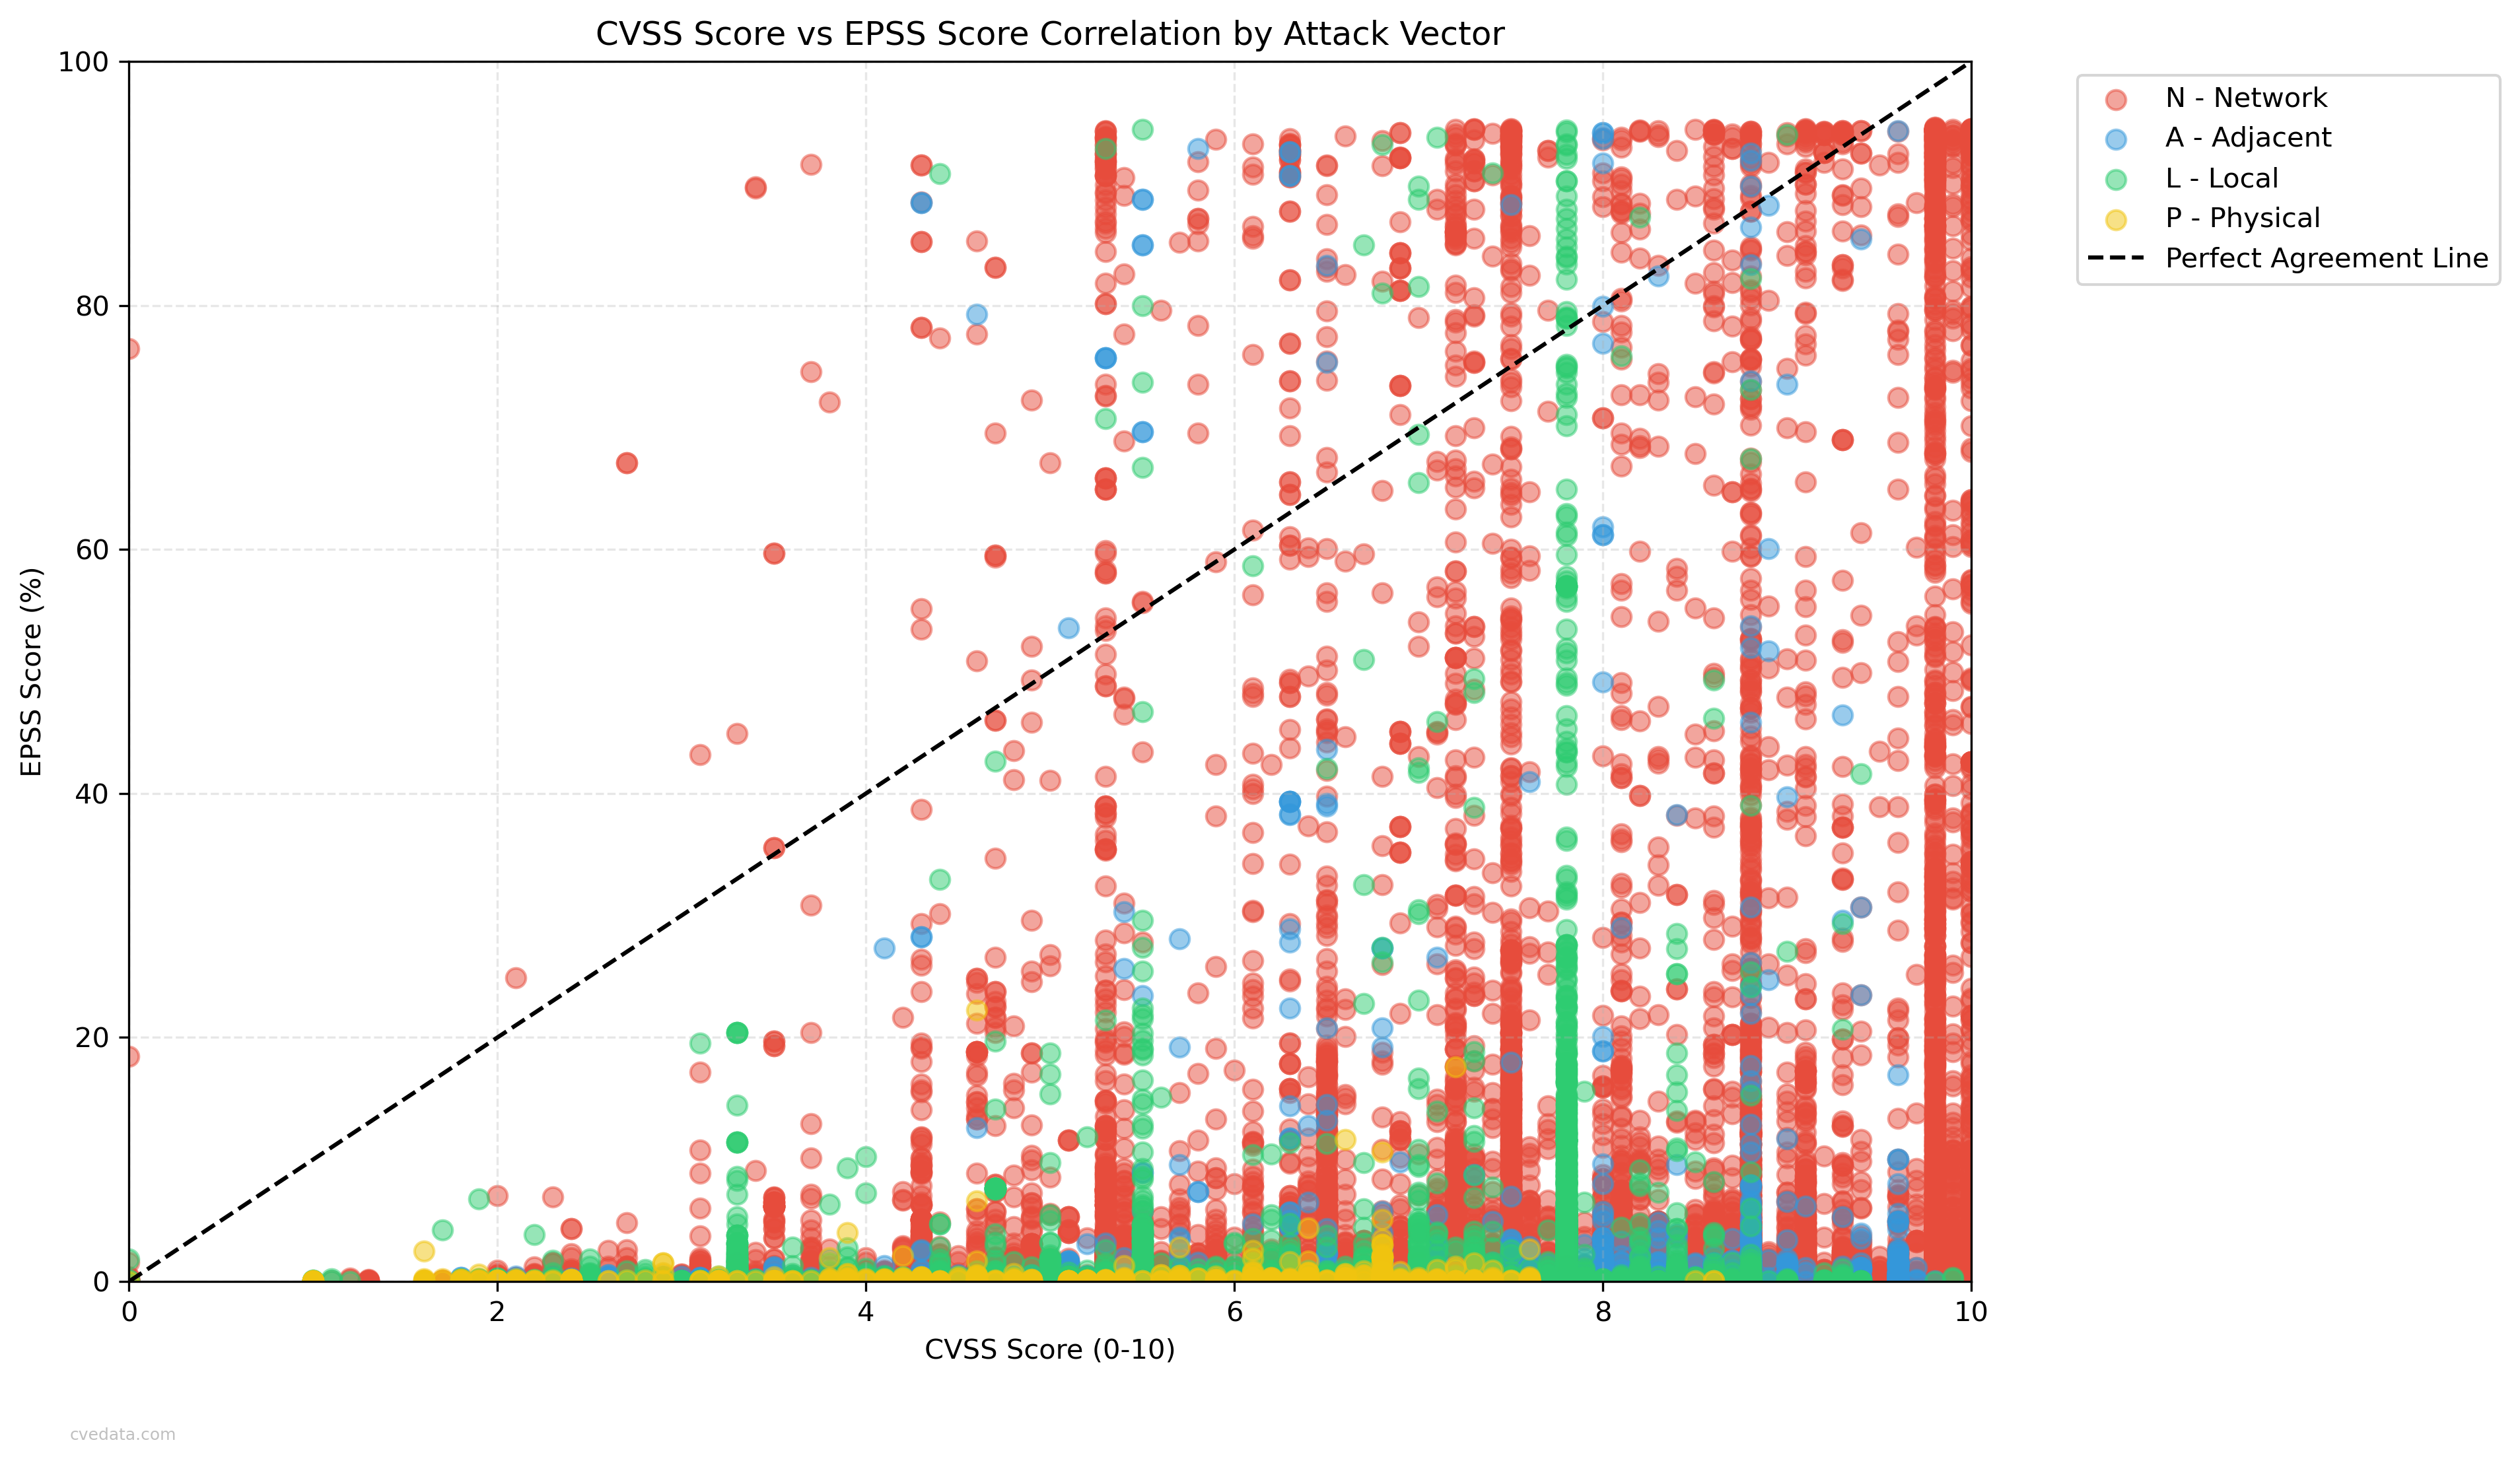 CVSS Score vs EPSS Score Correlation by Attack Vector
100
80
60
40
20
0
EPSS Score (%)
0 2 4 6 8 10
CVSS Score (0-10)
N - Network
A - Adjacent
L - Local
P - Physical
Perfect Agreement Line
cvedata.com